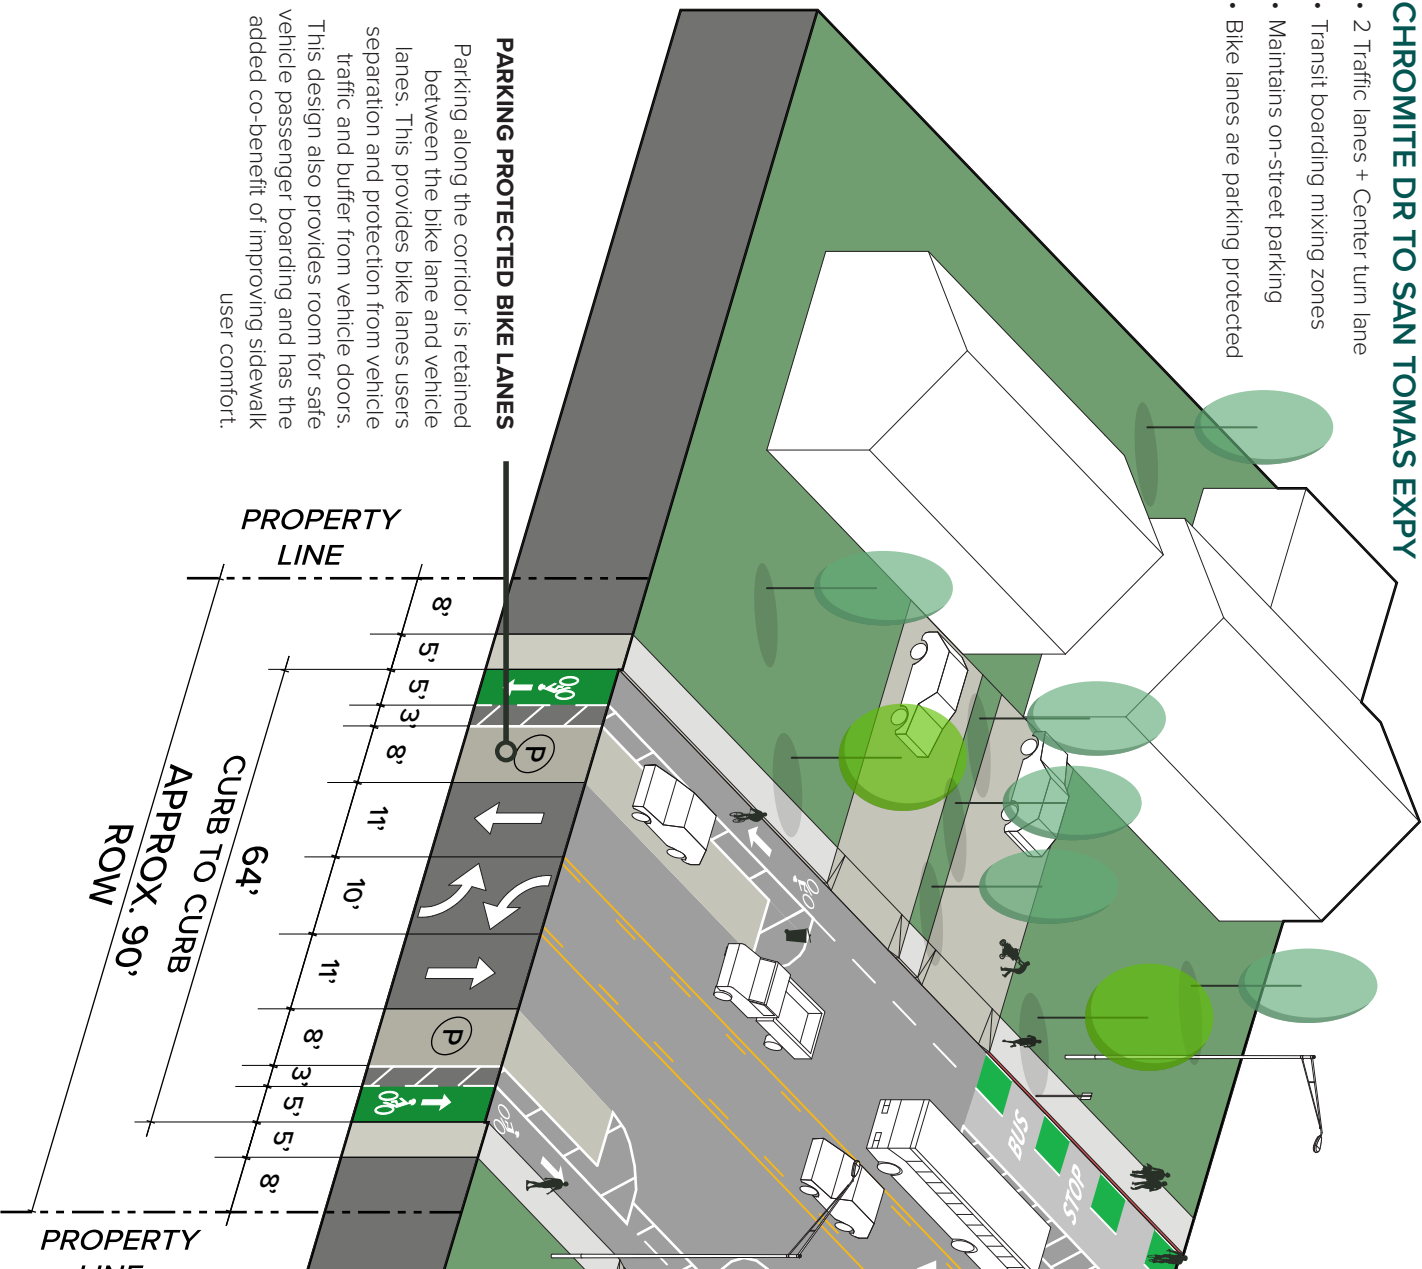 CHROMITE DR TO SAN TOMAS EXPY
• 2 Traffic lanes + Center turn lane
• Transit boarding mixing zones
• Maintains on-street parking
• Bike lanes are parking protected
PARKING PROTECTED BIKE LANES
Parking along the corridor is retained
between the bike lane and vehicle
lanes. This provides bike lanes users
separation and protection from vehicle
traffic and buffer from vehicle doors.
This design also provides room for safe
vehicle passenger boarding and has the
added co-benefit of improving sidewalk
user comfort.
PROPERTY
LINE
8'
5'
5'
3'
8'
11'
10'
11'
8'
3'
5'
5'
8'
P
P
BUS
STOP
64'
CURB TO CURB
APPROX. 90'
ROW
PROPERTY
LINE